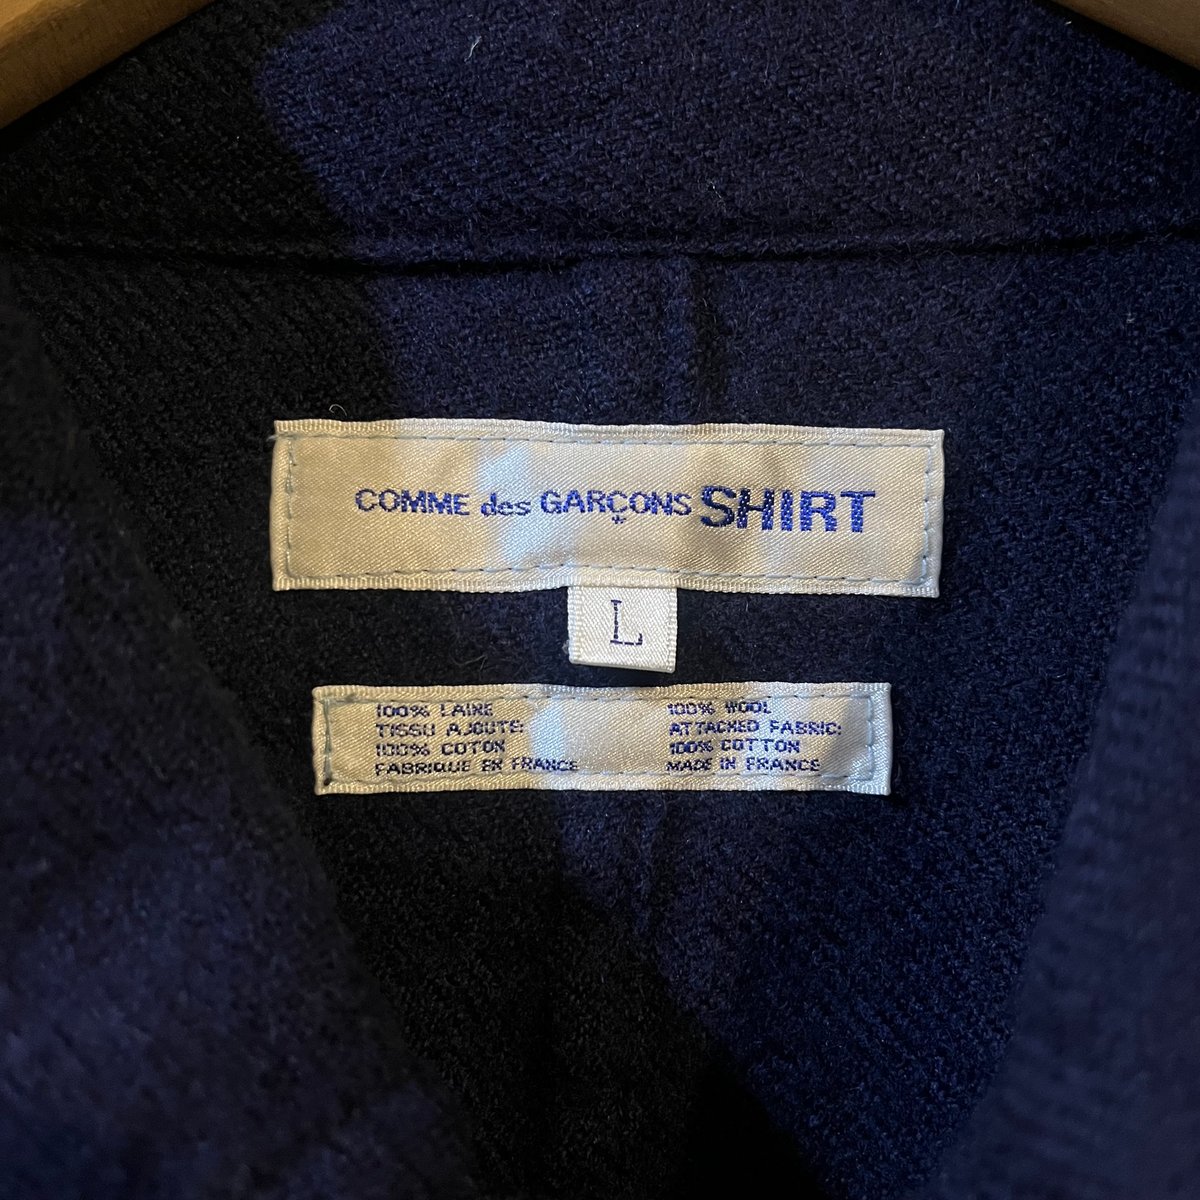 COMME des GARÇONS SHIRT
L
100% LAINE
TISSU AJOUTE:
100% COTON
FABRIQUE EN FRANCE
100% WOOL
ATTACHED FABRIC:
100% COTTON
MADE IN FRANCE